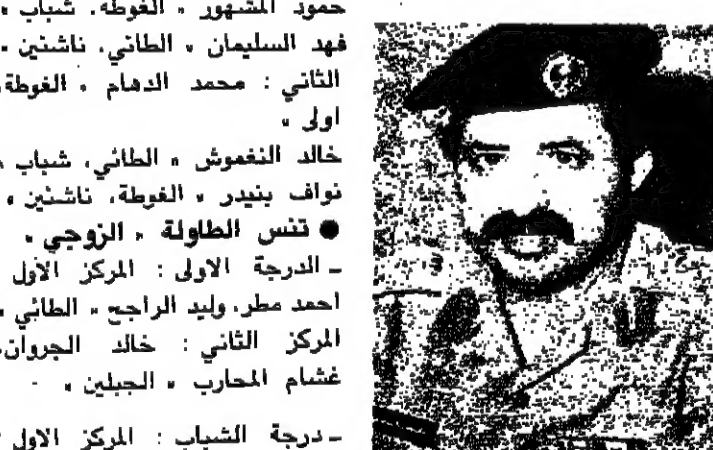 حمود المشهور « الغوطة، شباب »
فهد السليمان « الطائي، ناشئين »
الثاني : محمد الدهام « الغوطة،
اولى »
خالد النغموش « الطائي، شباب »
نواف بنيدر « الغوطة، ناشئين »
● تنس الطاولة « الزوجي »
ـ الدرجة الاولى : المركز الاول
احمد مطر، وليد الراجح « الطائي »
المركز الثاني : خالد الجروان،
غشام المحارب « الجبلين »
ـ درجة الشباب : المركز الاول